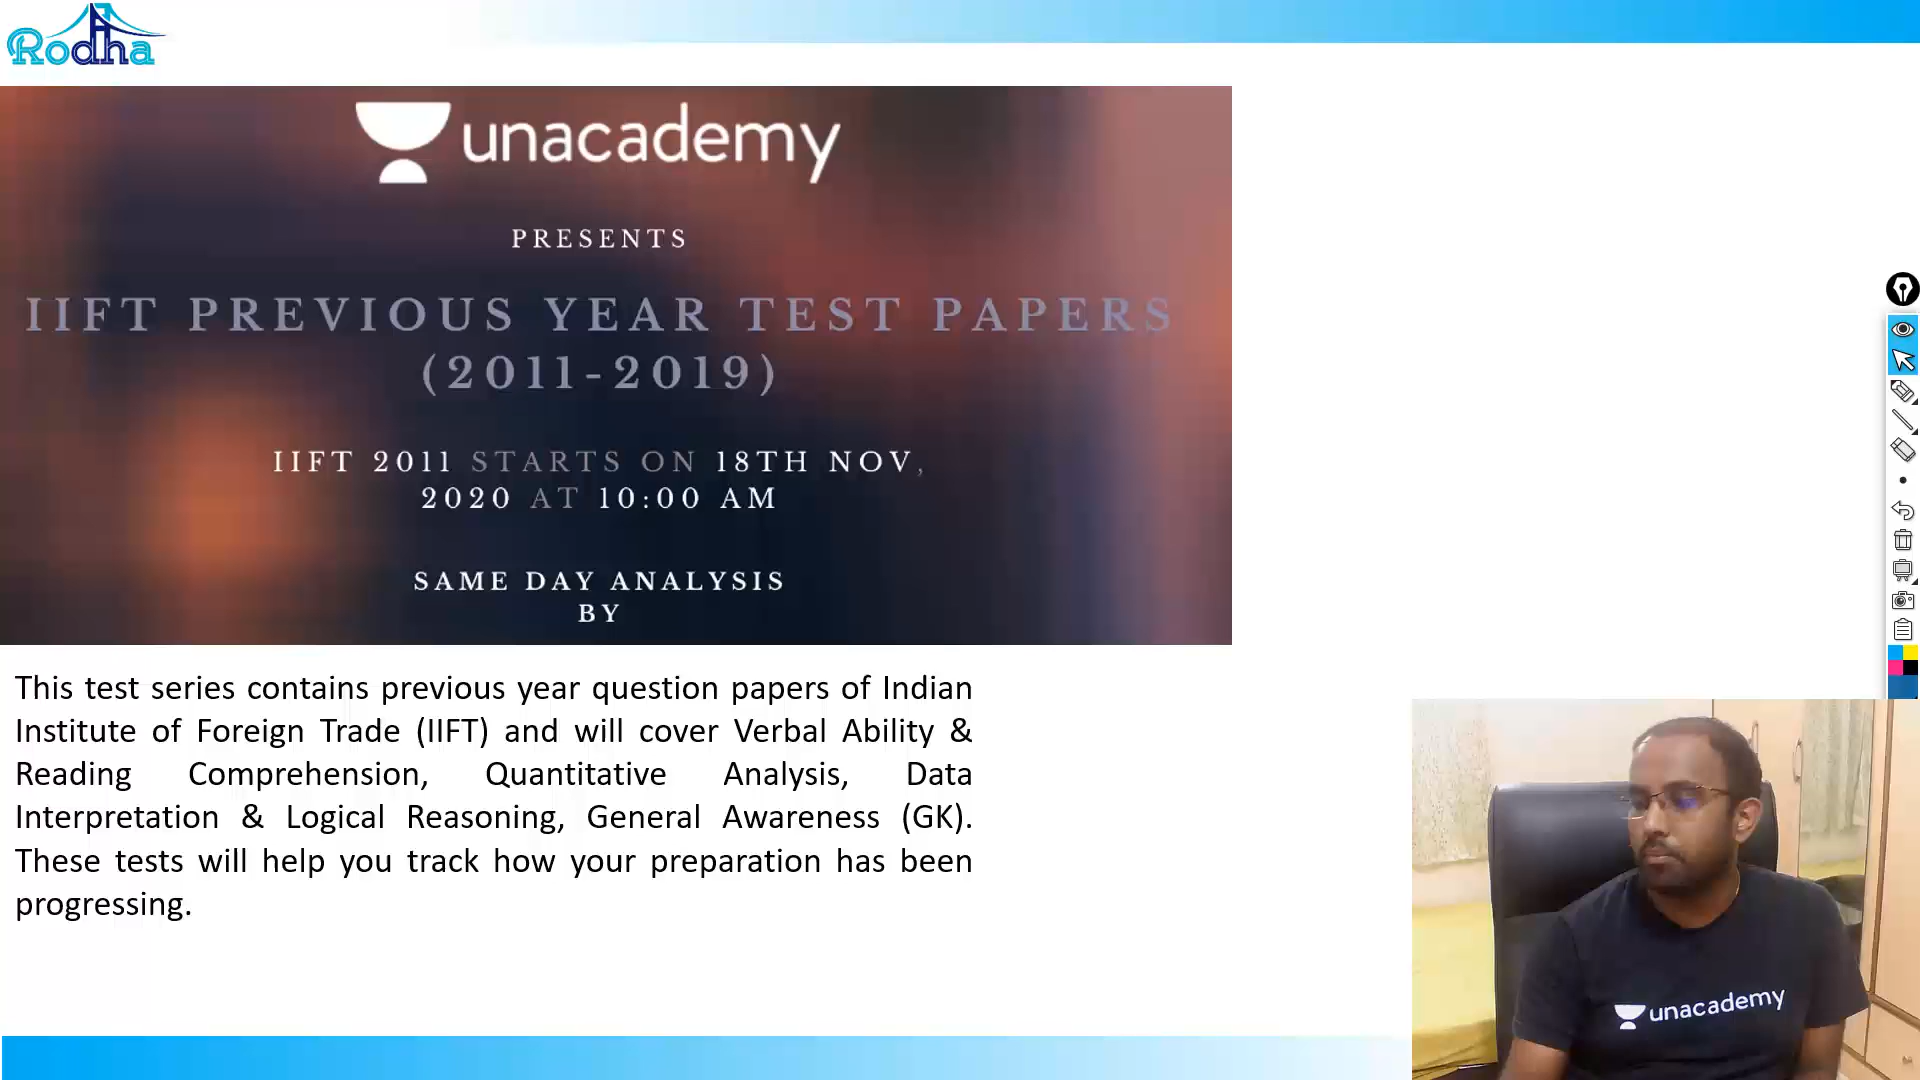 Rodha
unacademy
PRESENTS
IIFT PREVIOUS YEAR TEST PAPERS
(2011-2019)
IIFT 2011 STARTS ON 18TH NOV,
2020 AT 10:00 AM
SAME DAY ANALYSIS
BY
This test series contains previous year question papers of Indian
Institute of Foreign Trade (IIFT) and will cover Verbal Ability &
Reading Comprehension, Quantitative Analysis, Data
Interpretation & Logical Reasoning, General Awareness (GK).
These tests will help you track how your preparation has been
progressing.
unacademy